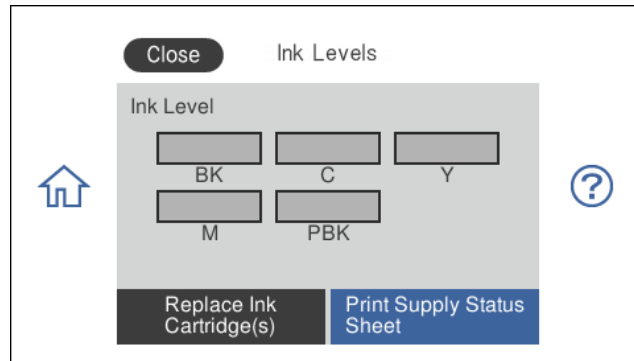 Close
Ink Levels
Ink Level
BK
C
Y
M
PBK
Replace Ink
Cartridge(s)
Print Supply Status
Sheet
?